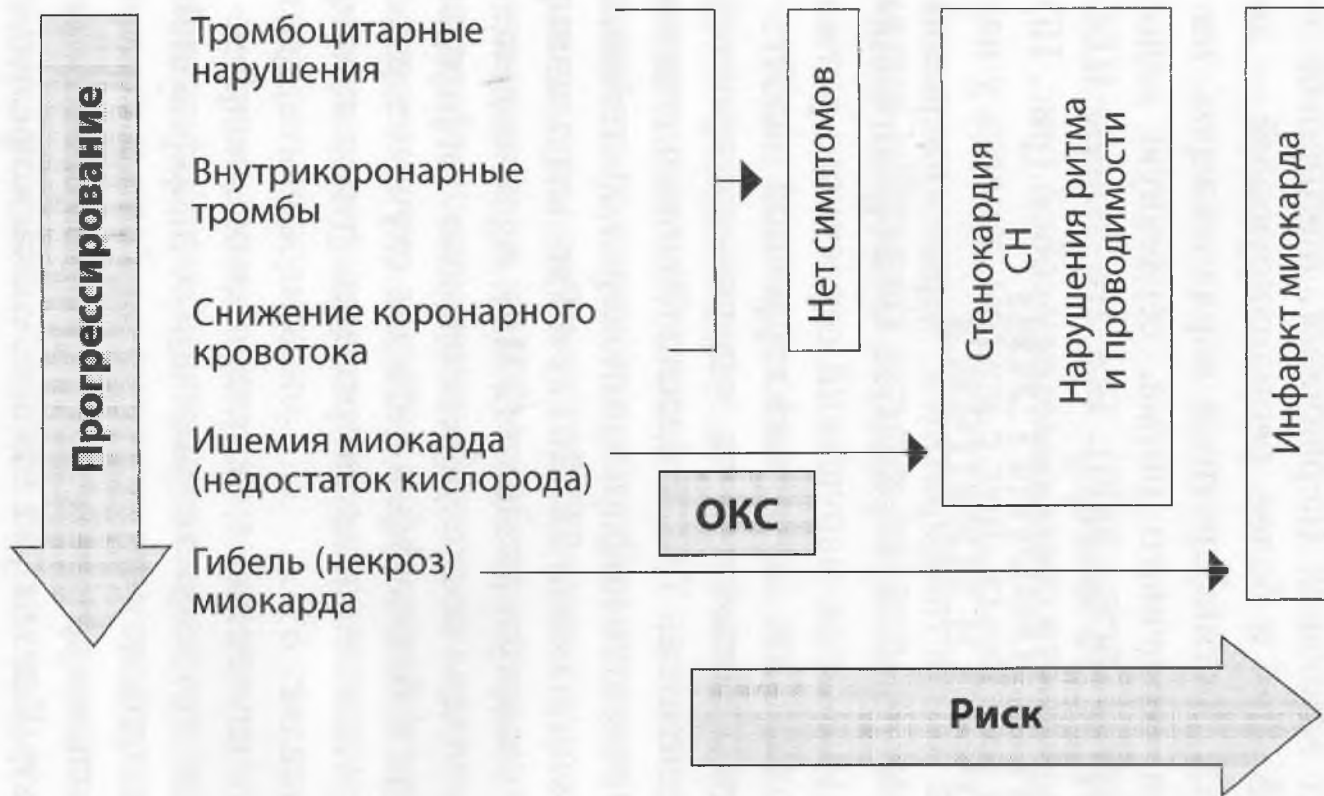 Прогрессирование
Тромбоцитарные
нарушения
Внутрикоронарные
тромбы
Снижение коронарного
кровотока
Ишемия миокарда
(недостаток кислорода)
Гибель (некроз)
миокарда
ОКС
Нет симптомов
Стенокардия
СН
Нарушения ритма
и проводимости
Инфаркт миокарда
Риск